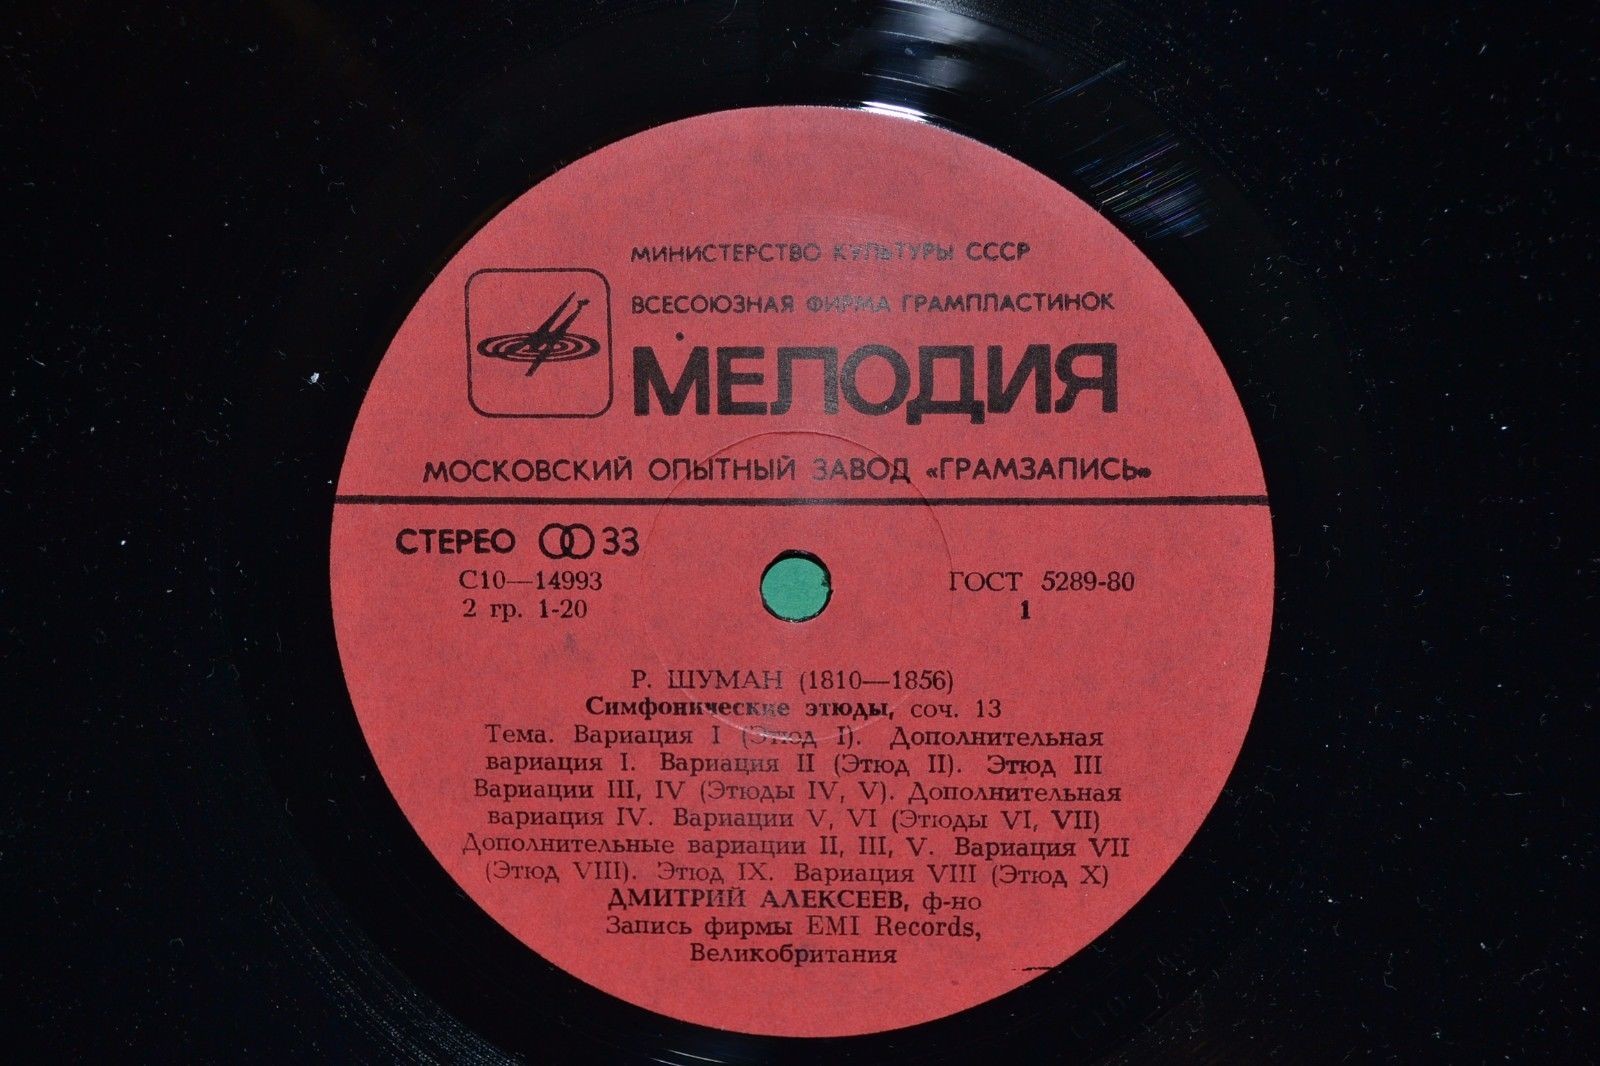 МИНИСТЕРСТВО КУЛЬТУРЫ СССР
ВСЕСОЮЗНАЯ ФИРМА ГРАМПЛАСТИНОК
МЕЛОДИЯ
МОСКОВСКИЙ ОПЫТНЫЙ ЗАВОД «ГРАМЗАПИСЬ»
СТЕРЕО 33
С10—14993 ГОСТ 5289-80
2 гр. 1-20 1
Р. ШУМАН (1810—1856)
Симфонические этюды, соч. 13
Тема. Вариация I (Этюд I). Дополнительная
вариация I. Вариация II (Этюд II). Этюд III
Вариации III, IV (Этюды IV, V). Дополнительная
вариация IV. Вариации V, VI (Этюды VI, VII)
Дополнительные вариации II, III, V. Вариация VII
(Этюд VIII). Этюд IX. Вариация VIII (Этюд X)
ДМИТРИЙ АЛЕКСЕЕВ, ф-но
Запись фирмы EMI Records,
Великобритания